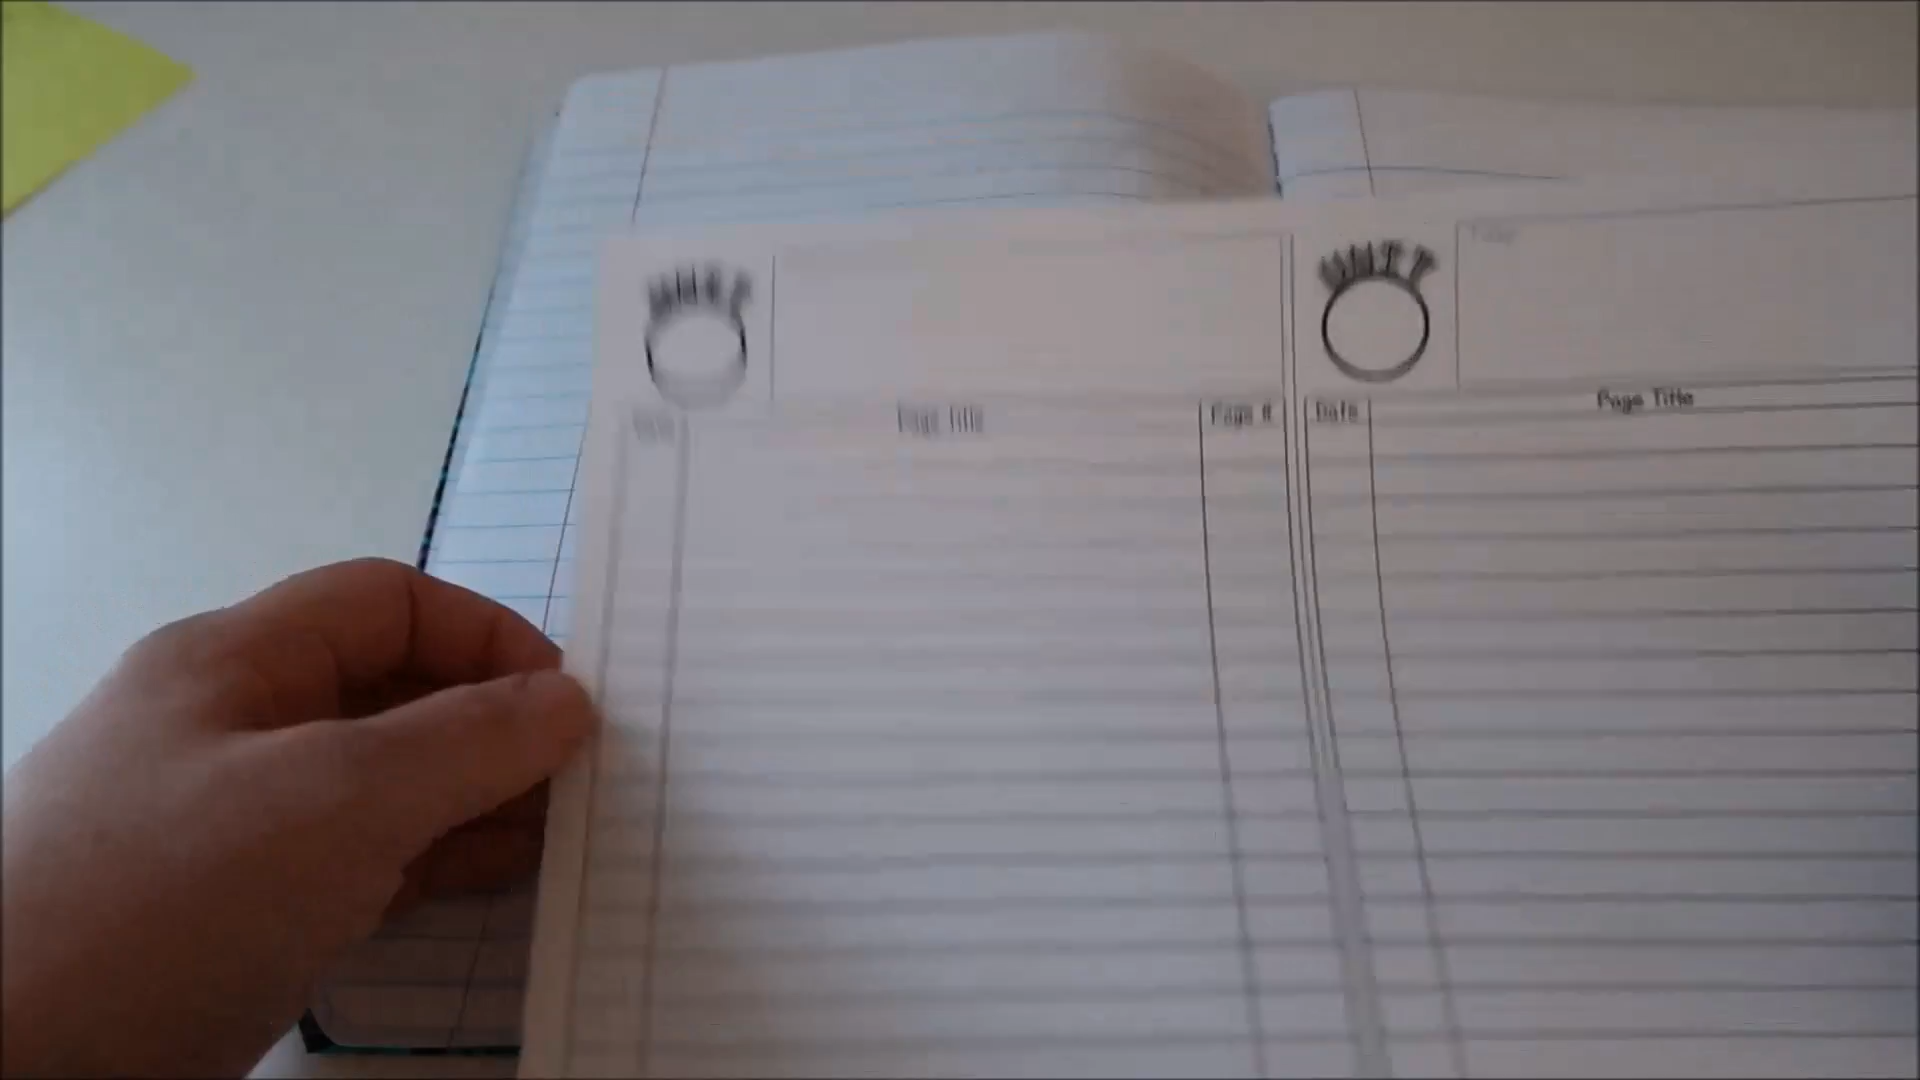 UNIT
UNIT
Page Title
Page #
Date
Page Title